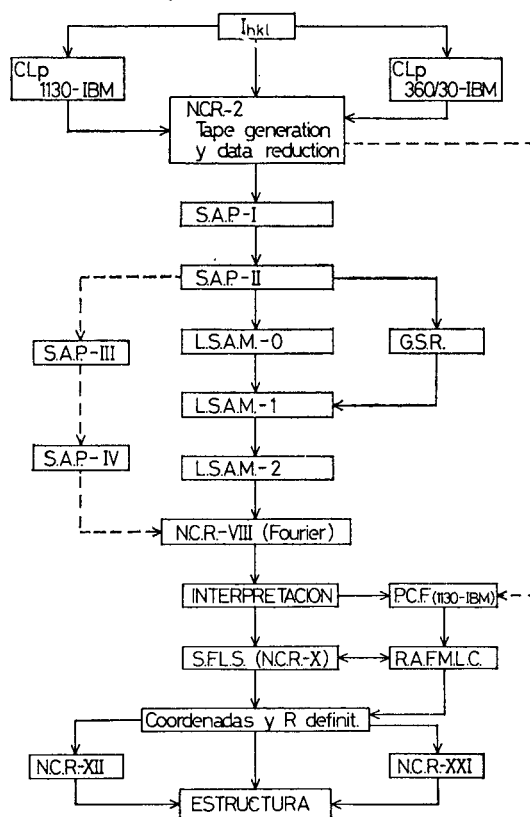 I hkl
CLp
1130-IBM
CLp
360/30-IBM
NCR-2
Tape generation
y data reduction
S.A.P.-I
S.A.P.-II
S.A.P.-III
L.S.A.M.-0
G.S.R.
L.S.A.M.-1
S.A.P.-IV
L.S.A.M.-2
N.C.R.-VIII (Fourier)
INTERPRETACION
P.C.F. (1130-IBM)
S.F.L.S. (N.C.R.-X)
R.A.F.M.L.C.
Coordenadas y R definit.
N.C.R.-XII
N.C.R.-XXI
ESTRUCTURA